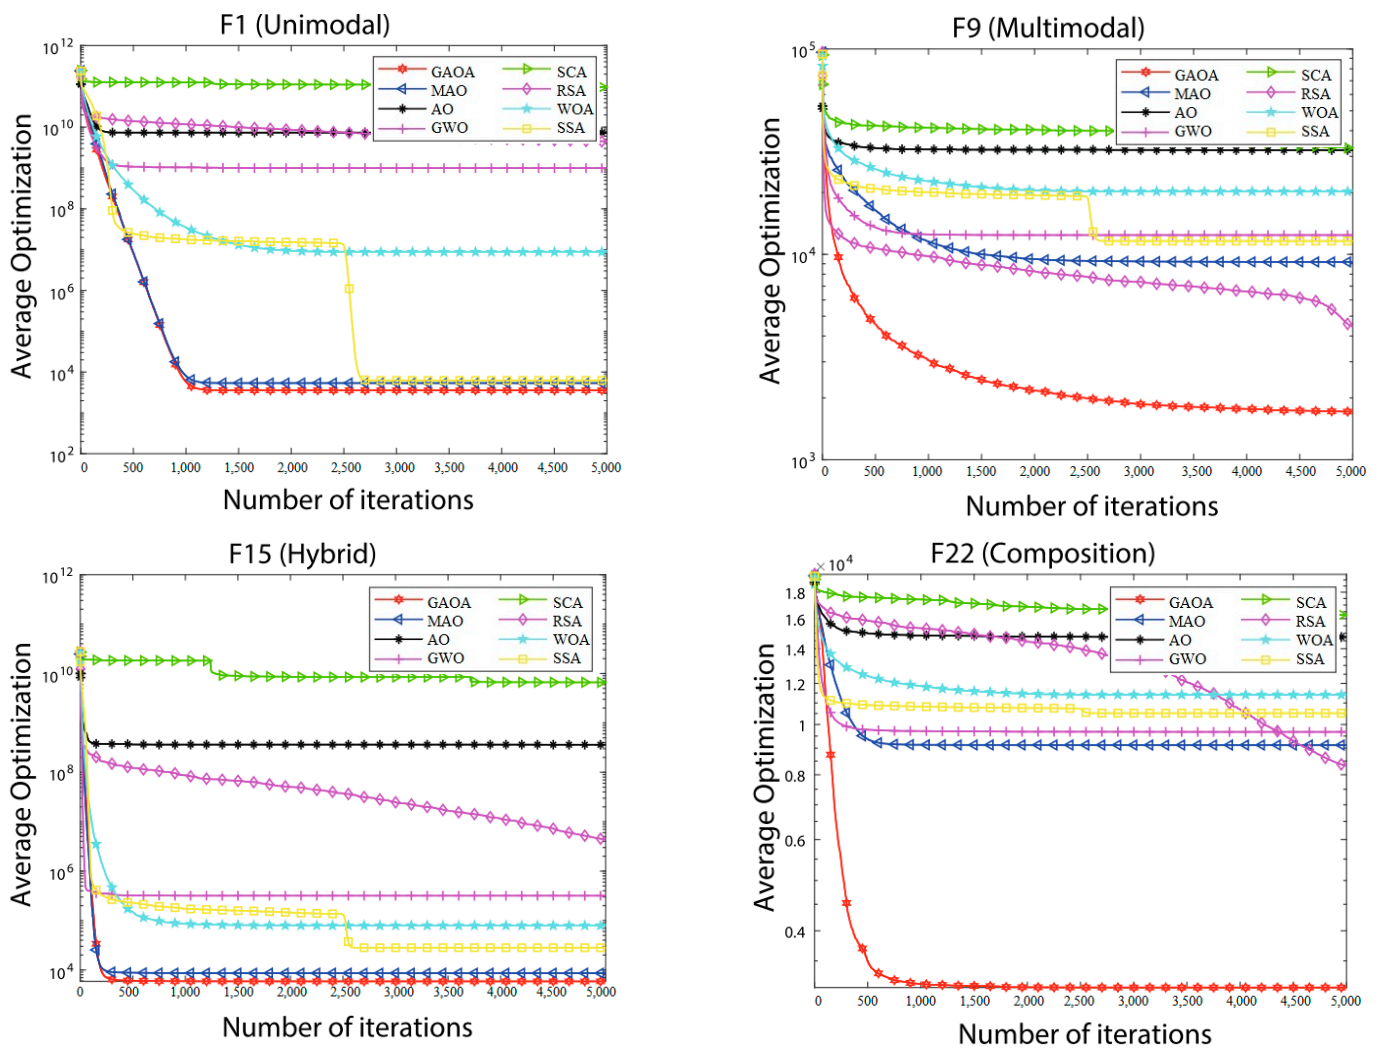 F1 (Unimodal)
10^12
10^10
10^8
10^6
10^4
10^2
Average Optimization
GAOA
MAO
AO
GWO
SCA
RSA
WOA
SSA
0 500 1,000 1,500 2,000 2,500 3,000 3,500 4,000 4,500 5,000
Number of iterations
F9 (Multimodal)
10^5
10^4
10^3
Average Optimization
GAOA
MAO
AO
GWO
SCA
RSA
WOA
SSA
0 500 1,000 1,500 2,000 2,500 3,000 3,500 4,000 4,500 5,000
Number of iterations
F15 (Hybrid)
10^12
10^10
10^8
10^6
10^4
Average Optimization
GAOA
MAO
AO
GWO
SCA
RSA
WOA
SSA
0 500 1,000 1,500 2,000 2,500 3,000 3,500 4,000 4,500 5,000
Number of iterations
F22 (Composition)
× 10^4
1.8
1.6
1.4
1.2
1
0.8
0.6
0.4
Average Optimization
GAOA
MAO
AO
GWO
SCA
RSA
WOA
SSA
0 500 1,000 1,500 2,000 2,500 3,000 3,500 4,000 4,500 5,000
Number of iterations